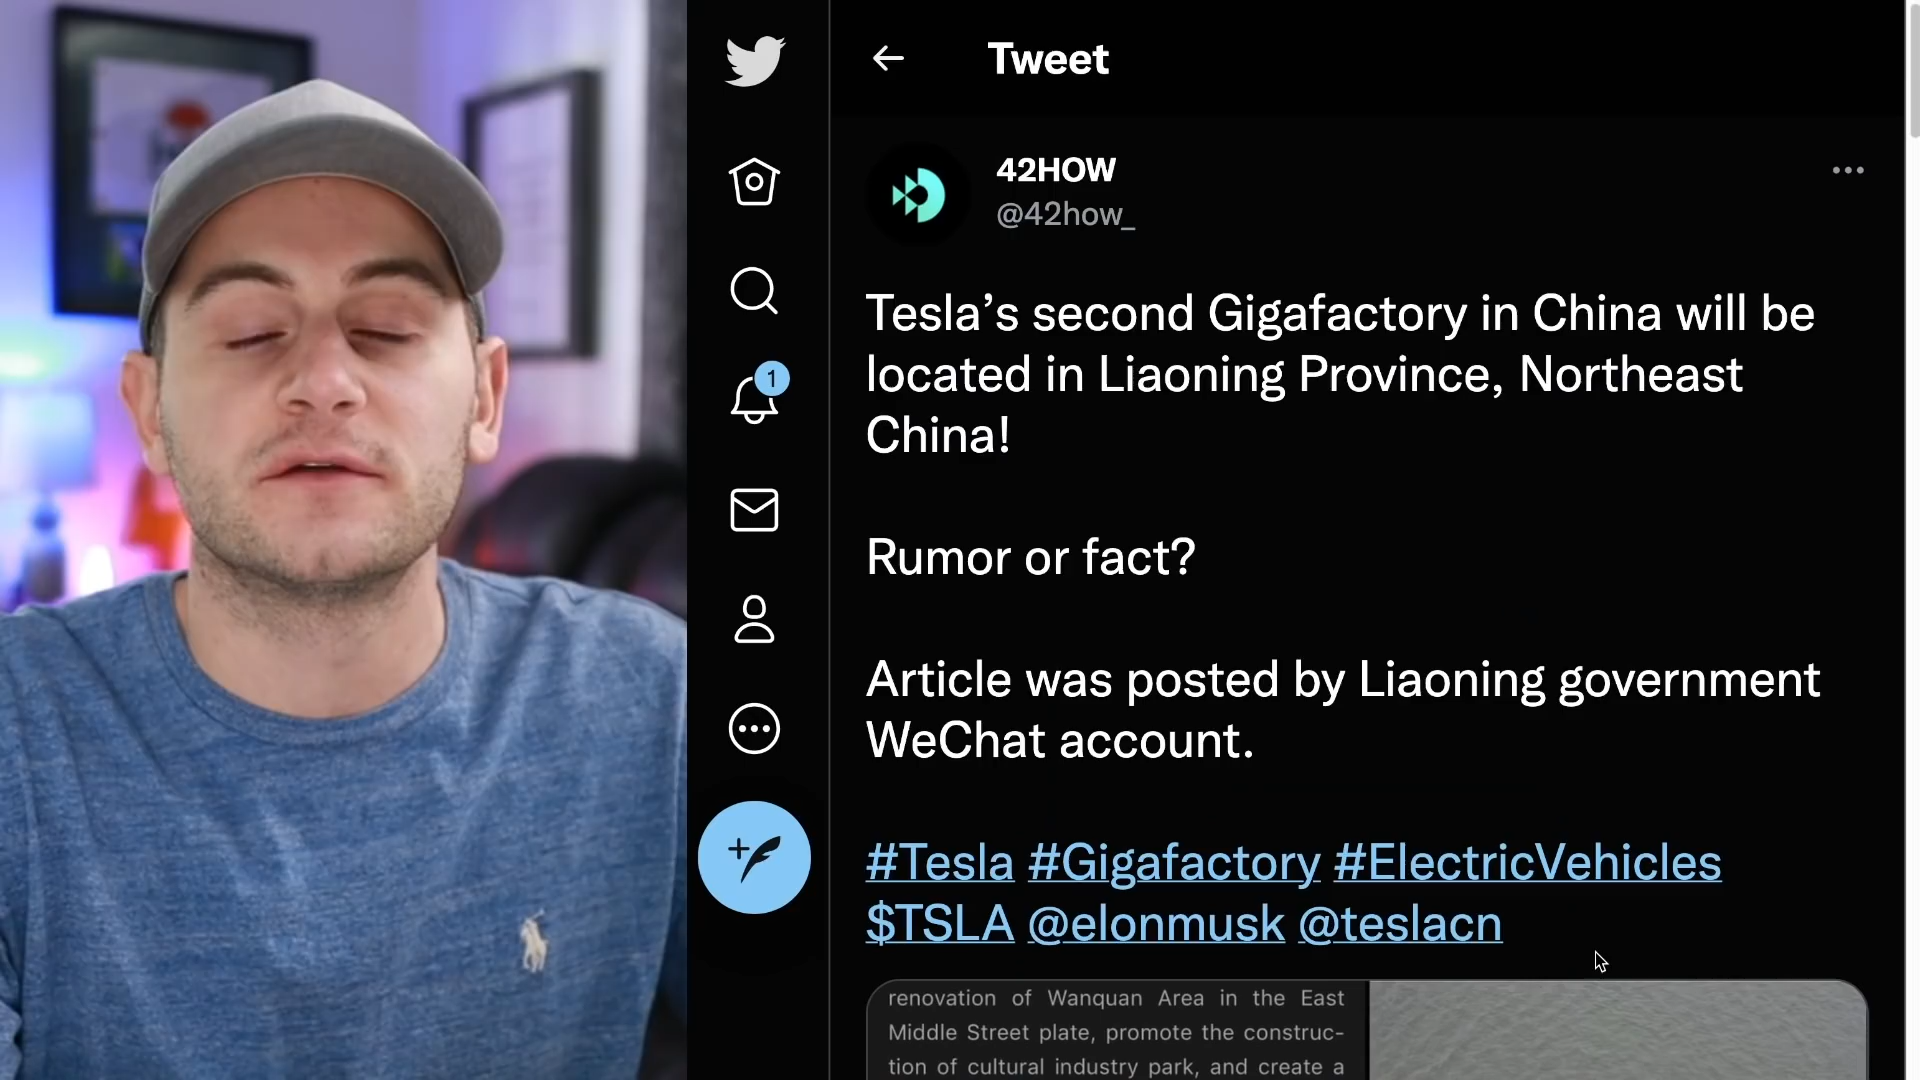 Tweet
42HOW
@42how_
Tesla’s second Gigafactory in China will be
located in Liaoning Province, Northeast
China!
Rumor or fact?
Article was posted by Liaoning government
WeChat account.
#Tesla #Gigafactory #ElectricVehicles
$TSLA @elonmusk @teslacn
1
renovation of Wanquan Area in the East
Middle Street plate, promote the construc-
tion of cultural industry park, and create a